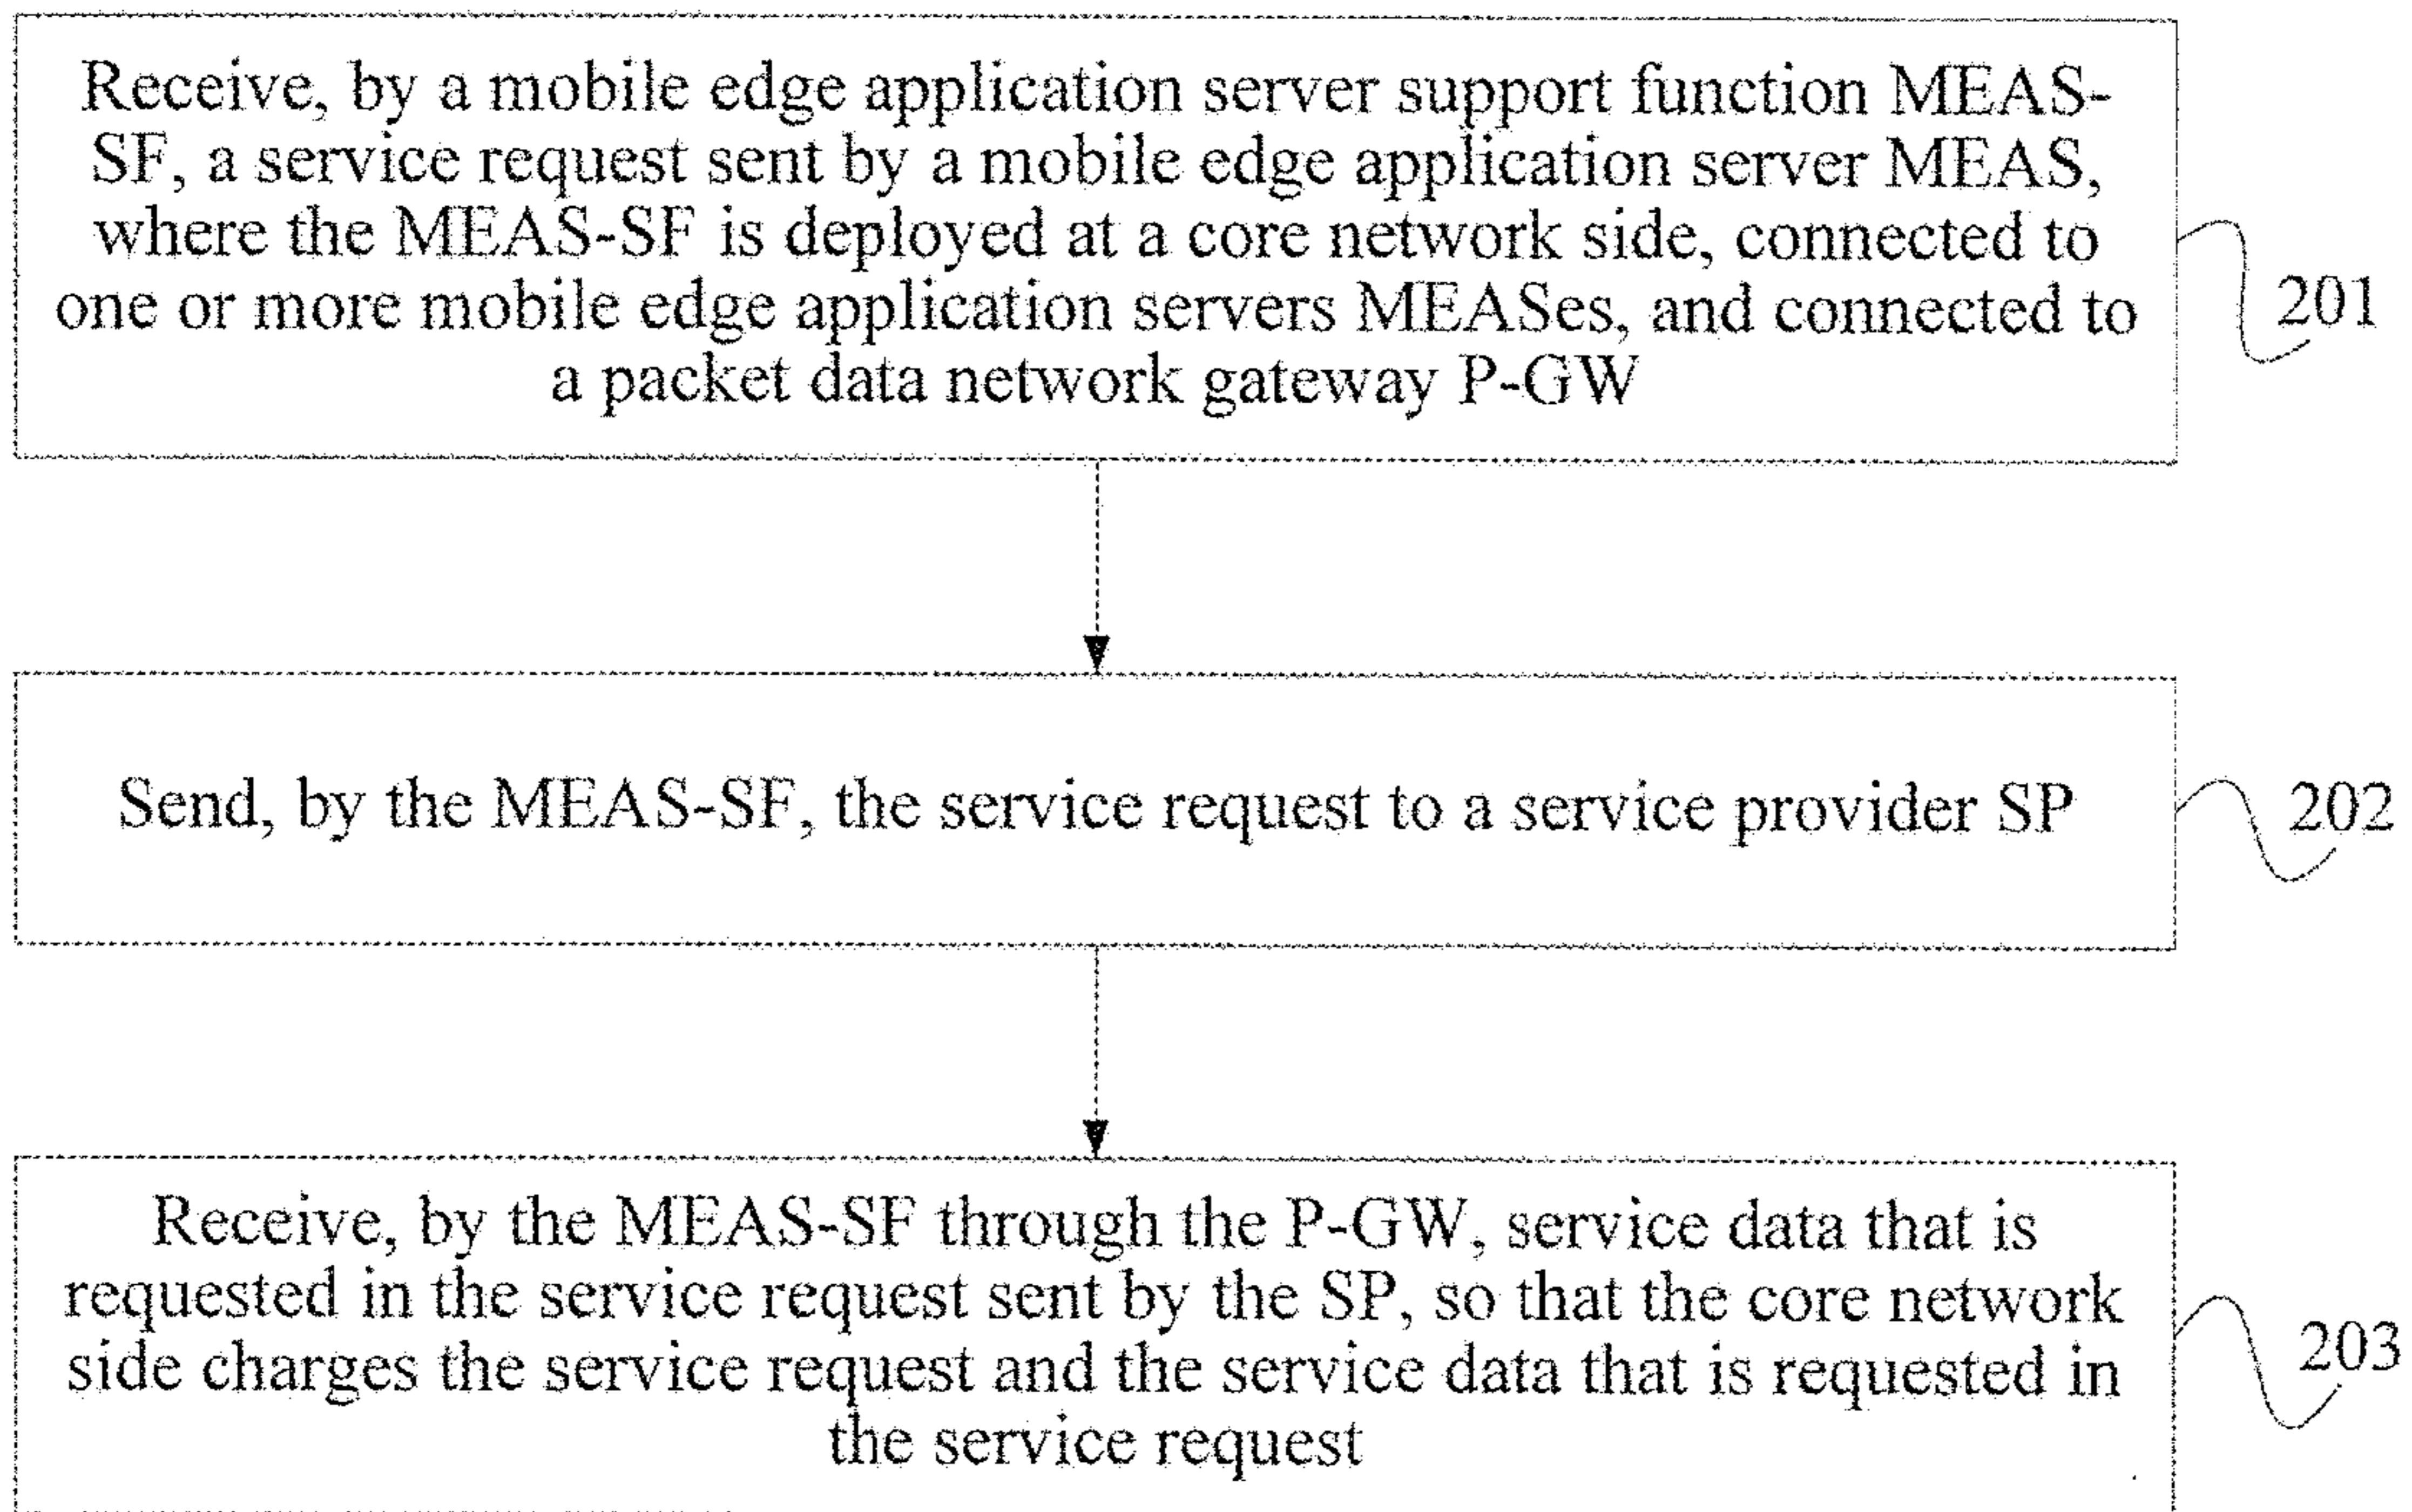 Receive, by a mobile edge application server support function MEAS-
SF, a service request sent by a mobile edge application server MEAS,
where the MEAS-SF is deployed at a core network side, connected to
one or more mobile edge application servers MEASes, and connected to
a packet data network gateway P-GW
201
Send, by the MEAS-SF, the service request to a service provider SP
202
Receive, by the MEAS-SF through the P-GW, service data that is
requested in the service request sent by the SP, so that the core network
side charges the service request and the service data that is requested in
the service request
203